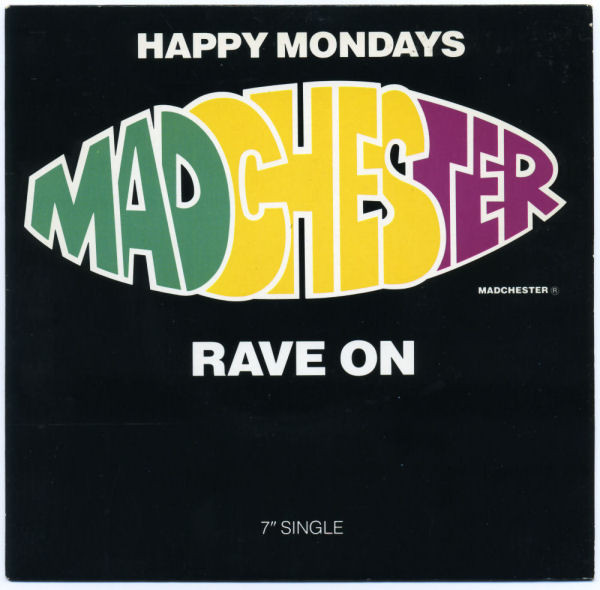 HAPPY MONDAYS
MADCHESTER
MADCHESTER ®
RAVE ON
7" SINGLE